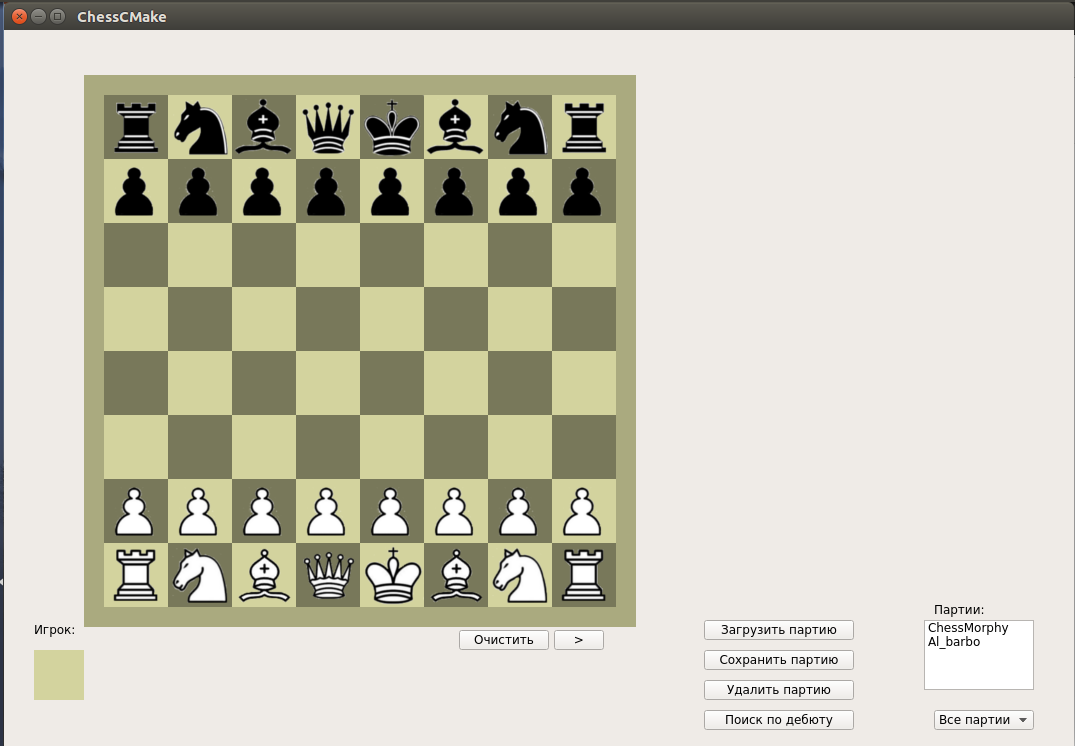 ChessCMake
Игрок:
Очистить
>
Загрузить партию
Сохранить партию
Удалить партию
Поиск по дебюту
Партии:
ChessMorphy
Al_barbo
Все партии